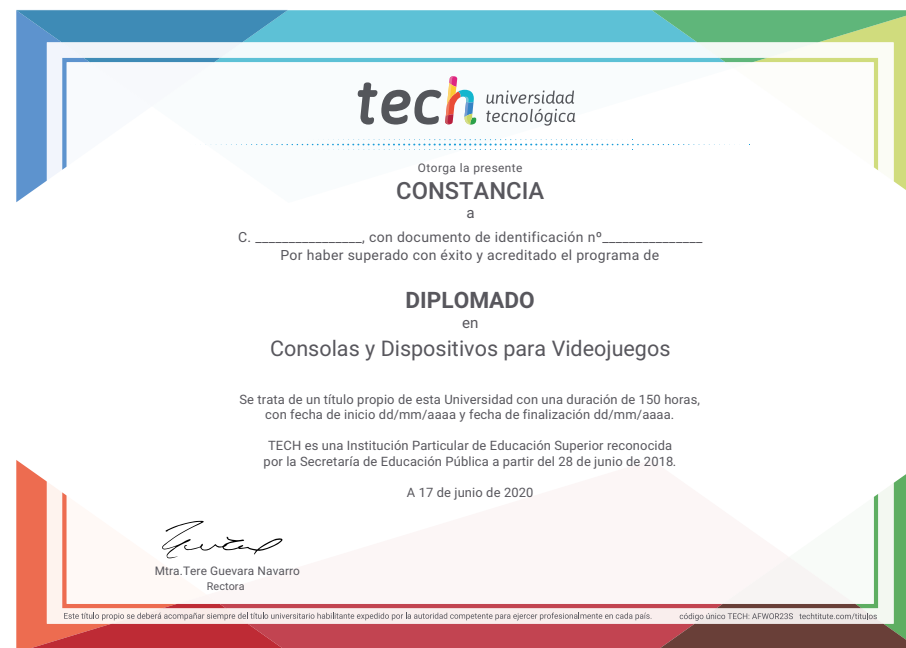 tech universidad
tecnológica
Otorga la presente
CONSTANCIA
a
C. ________________, con documento de identificación nº_______________
Por haber superado con éxito y acreditado el programa de
DIPLOMADO
en
Consolas y Dispositivos para Videojuegos
Se trata de un título propio de esta Universidad con una duración de 150 horas,
con fecha de inicio dd/mm/aaaa y fecha de finalización dd/mm/aaaa.
TECH es una Institución Particular de Educación Superior reconocida
por la Secretaría de Educación Pública a partir del 28 de junio de 2018.
A 17 de junio de 2020
Mtra.Tere Guevara Navarro
Rectora
Este título propio se deberá acompañar siempre del título universitario habilitante expedido por la autoridad competente para ejercer profesionalmente en cada país. código único TECH: AFWOR23S techtitute.com/titulos